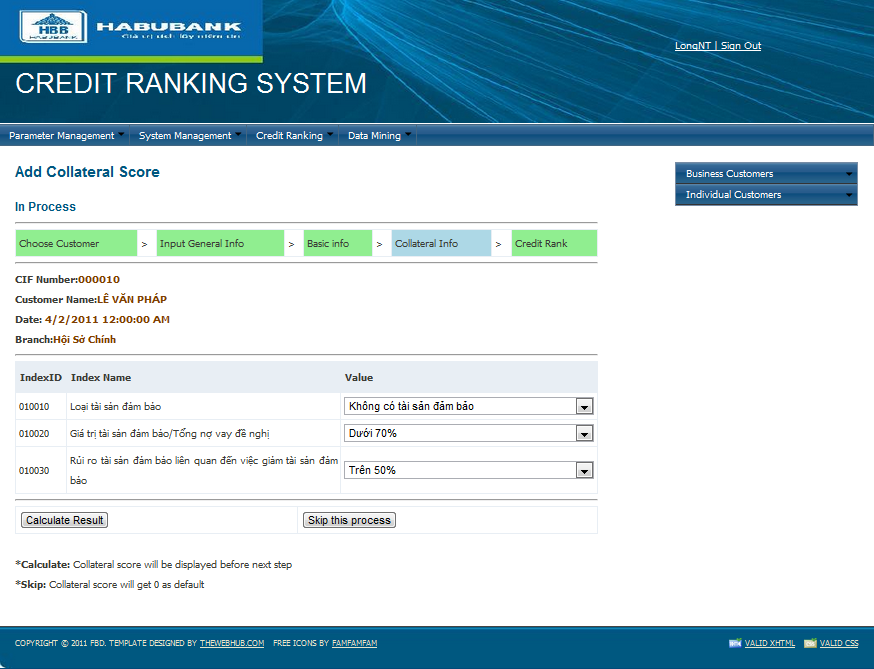 HBB
HABUBANK
HABUBANK
Giá trị tích lũy niềm tin
LongNT | Sign Out
CREDIT RANKING SYSTEM
Parameter Management System Management Credit Ranking Data Mining
Add Collateral Score
Business Customers
Individual Customers
In Process
Choose Customer > Input General Info > Basic info > Collateral Info > Credit Rank
CIF Number:000010
Customer Name:LÊ VĂN PHÁP
Date: 4/2/2011 12:00:00 AM
Branch:Hội Sở Chính
IndexID Index Name Value
010010 Loại tài sản đảm bảo Không có tài sản đảm bảo
010020 Giá trị tài sản đảm bảo/Tổng nợ vay đề nghị Dưới 70%
010030 Rủi ro tài sản đảm bảo liên quan đến việc giảm tài sản đảm Trên 50%
bảo
Calculate Result Skip this process
*Calculate: Collateral score will be displayed before next step
*Skip: Collateral score will get 0 as default
COPYRIGHT © 2011 FBD. TEMPLATE DESIGNED BY THEWEBHUB.COM FREE ICONS BY FAMFAMFAM VALID XHTML VALID CSS